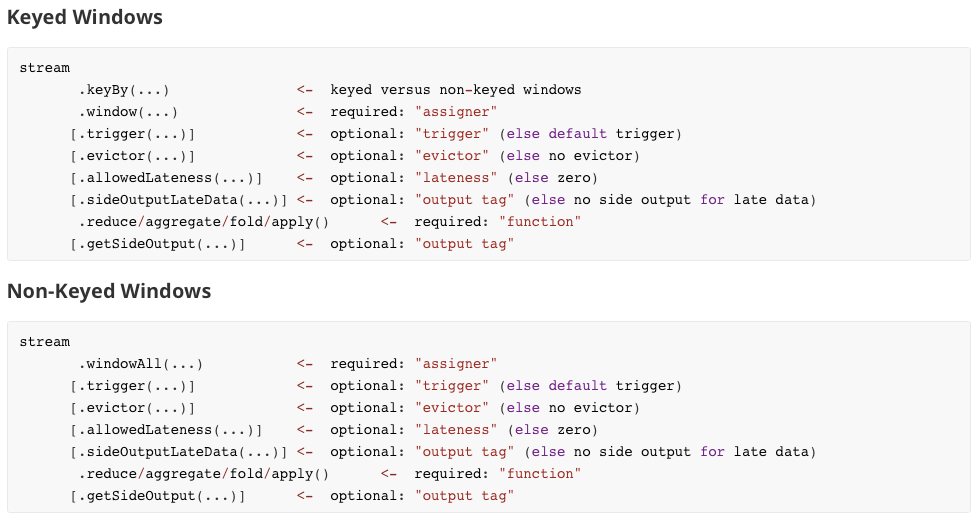 Keyed Windows
stream
       .keyBy(...)               <-  keyed versus non-keyed windows
       .window(...)              <-  required: "assigner"
      [.trigger(...)]            <-  optional: "trigger" (else default trigger)
      [.evictor(...)]            <-  optional: "evictor" (else no evictor)
      [.allowedLateness(...)]    <-  optional: "lateness" (else zero)
      [.sideOutputLateData(...)] <-  optional: "output tag" (else no side output for late data)
       .reduce/aggregate/fold/apply()      <-  required: "function"
      [.getSideOutput(...)]      <-  optional: "output tag"
Non-Keyed Windows
stream
       .windowAll(...)           <-  required: "assigner"
      [.trigger(...)]            <-  optional: "trigger" (else default trigger)
      [.evictor(...)]            <-  optional: "evictor" (else no evictor)
      [.allowedLateness(...)]    <-  optional: "lateness" (else zero)
      [.sideOutputLateData(...)] <-  optional: "output tag" (else no side output for late data)
       .reduce/aggregate/fold/apply()      <-  required: "function"
      [.getSideOutput(...)]      <-  optional: "output tag"